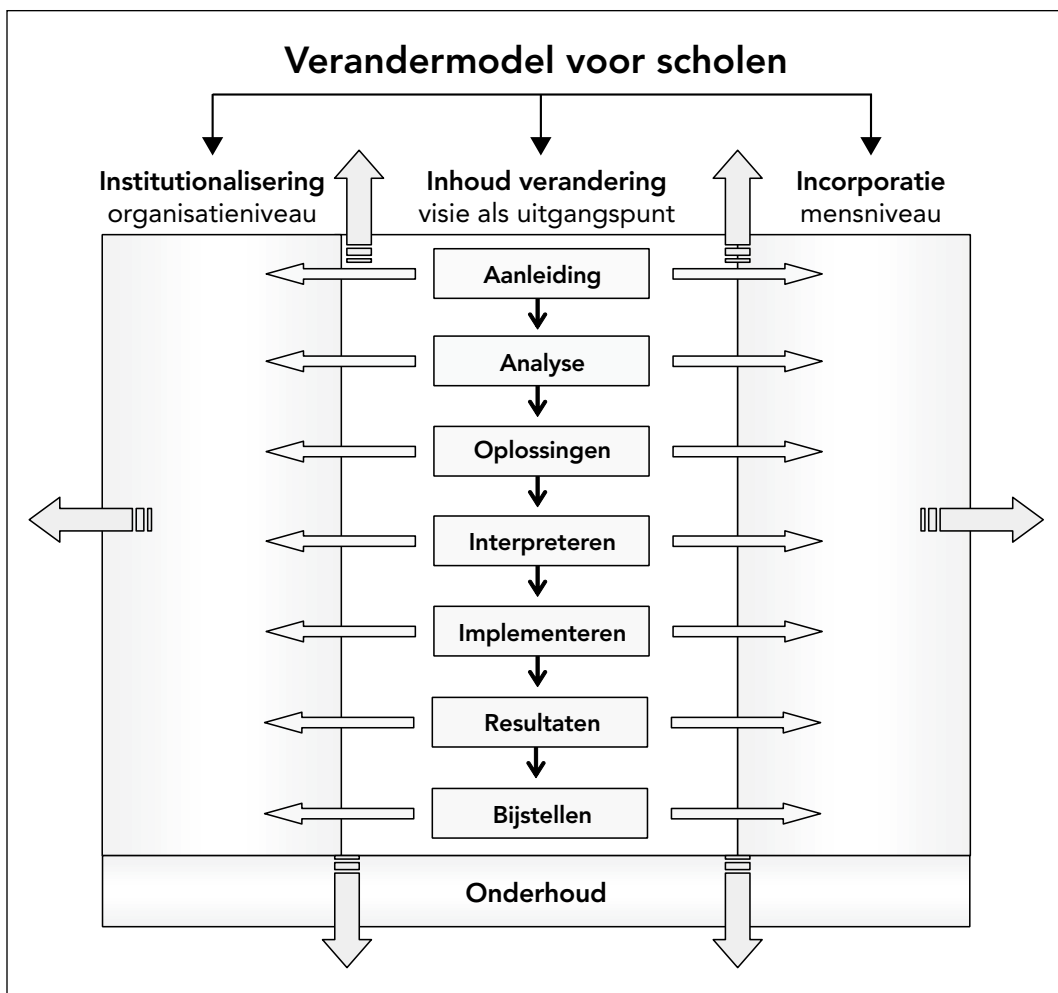 Verandermodel voor scholen
Institutionalisering
organisatieniveau
Inhoud verandering
visie als uitgangspunt
Incorporatie
mensniveau
Aanleiding
Analyse
Oplossingen
Interpreteren
Implementeren
Resultaten
Bijstellen
Onderhoud